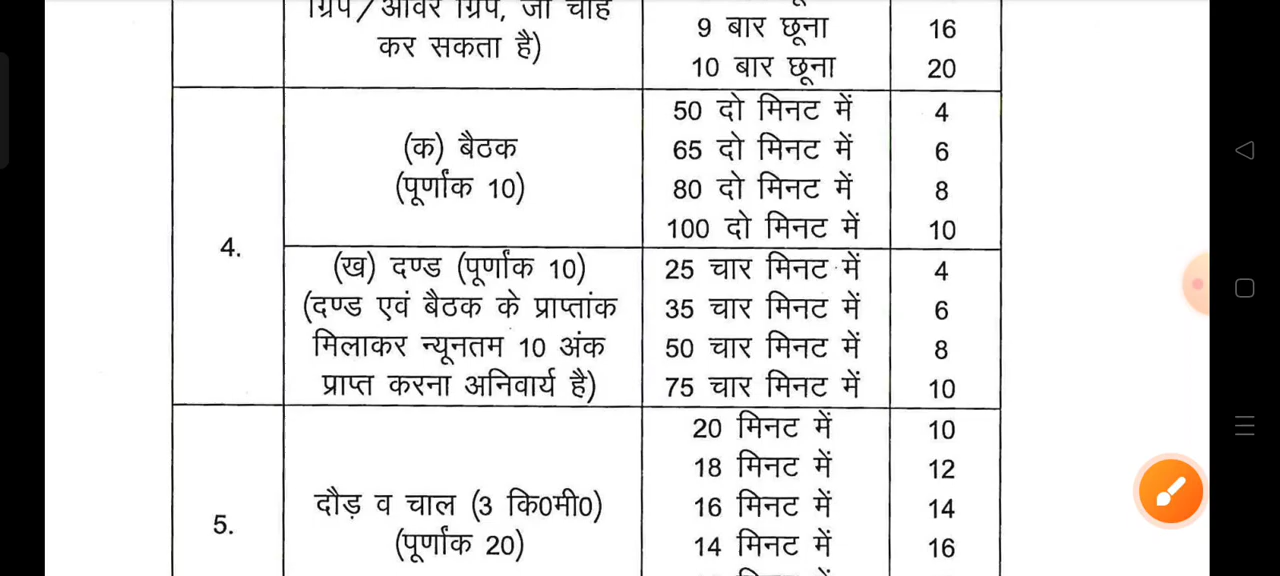 ग्रिप/ओवर ग्रिप, जो चाहे
कर सकता है)
9 बार छूना 16
10 बार छूना 20
4.
(क) बैठक
(पूर्णांक 10)
50 दो मिनट में 4
65 दो मिनट में 6
80 दो मिनट में 8
100 दो मिनट में 10
(ख) दण्ड (पूर्णांक 10)
(दण्ड एवं बैठक के प्राप्तांक
मिलाकर न्यूनतम 10 अंक
प्राप्त करना अनिवार्य है)
25 चार मिनट में 4
35 चार मिनट में 6
50 चार मिनट में 8
75 चार मिनट में 10
5.
दौड़ व चाल (3 कि0मी0)
(पूर्णांक 20)
20 मिनट में 10
18 मिनट में 12
16 मिनट में 14
14 मिनट में 16